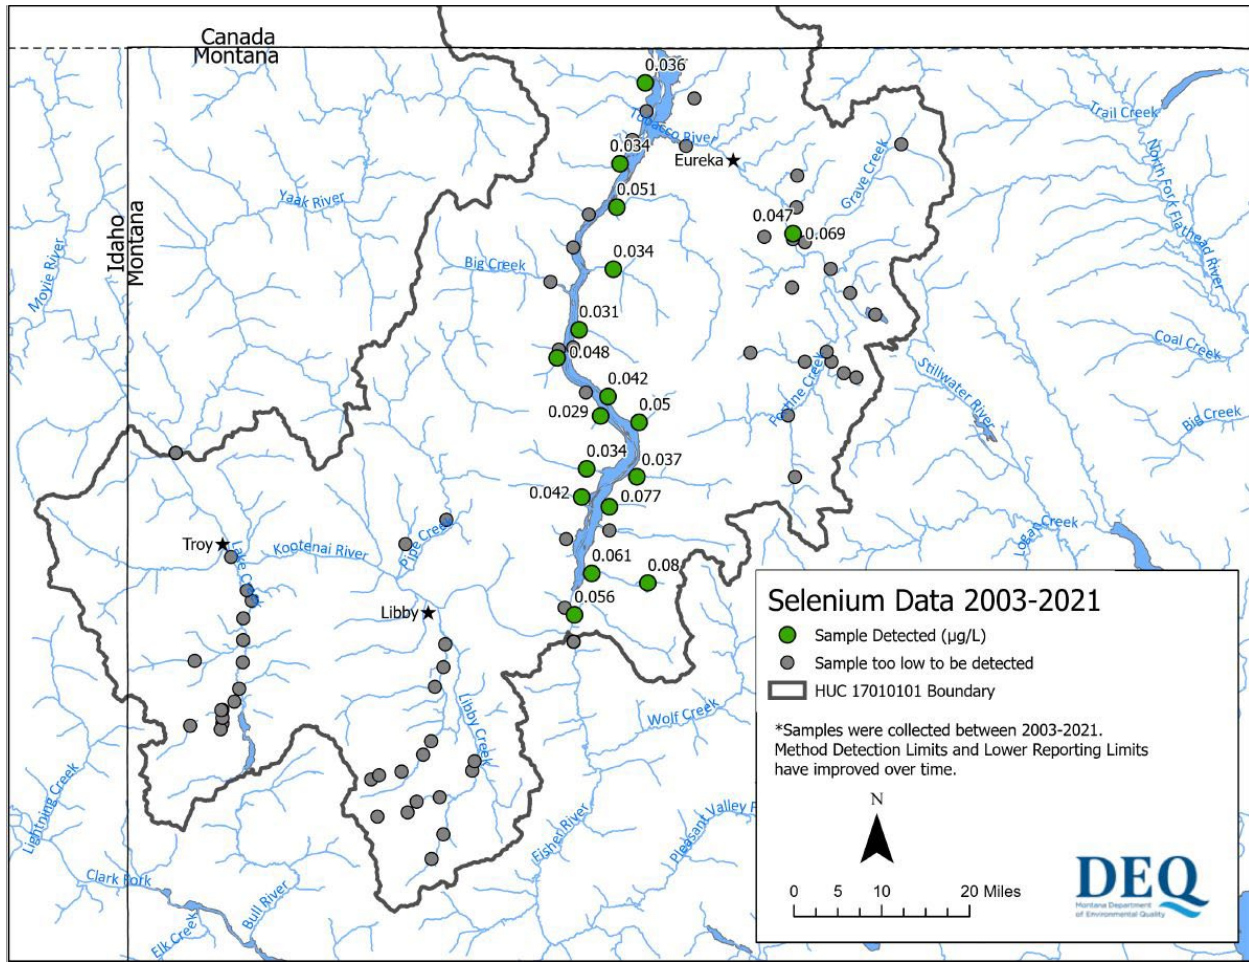 Canada
Montana
Idaho
Montana
0.036
Tobacco River
Eureka
0.034
0.051
0.034
0.031
0.048
0.042
0.029
0.05
0.034
0.037
0.042
0.077
0.061
0.08
0.056
0.047
0.069
Trail Creek
North Fork Flathead River
Grave Creek
Yaak River
Moyie River
Big Creek
Coal Creek
Stillwater River
Big Creek
Fortine Creek
Logan Creek
Troy
Lake Creek
Kootenai River
Pipe Creek
Libby
Libby Creek
Wolf Creek
Fisher River
Pleasant Valley
Lightning Creek
Clark Fork
Bull River
Elk Creek
Selenium Data 2003-2021
Sample Detected (µg/L)
Sample too low to be detected
HUC 17010101 Boundary
*Samples were collected between 2003-2021.
Method Detection Limits and Lower Reporting Limits
have improved over time.
N
0 5 10 20 Miles
DEQ
Montana Department
of Environmental Quality